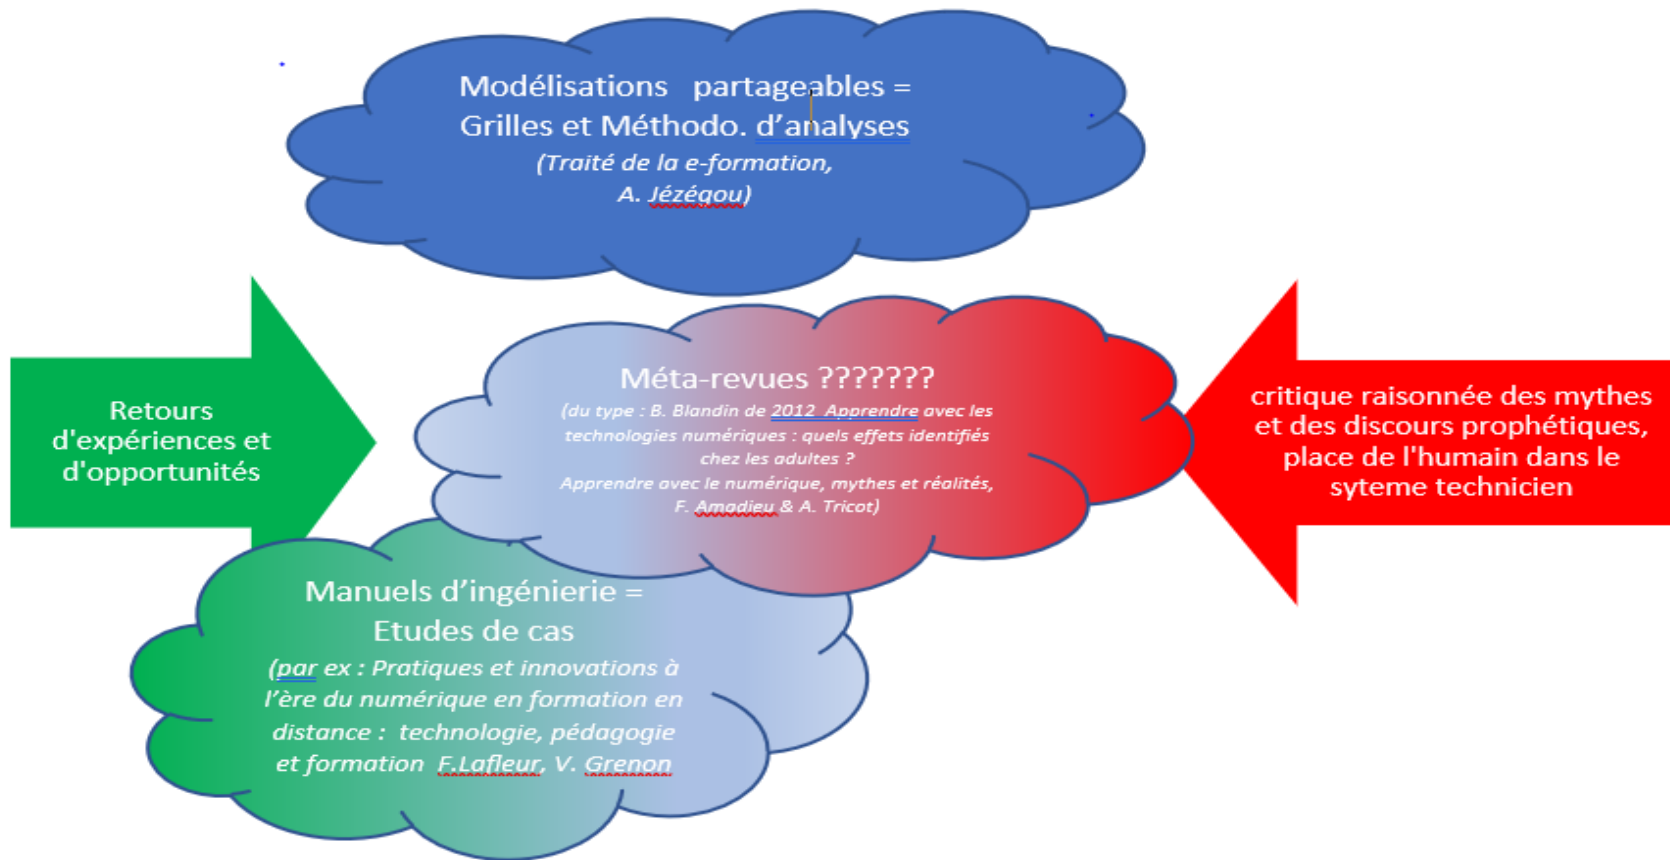 Modélisations partageables =
Grilles et Méthodo. d’analyses
(Traité de la e-formation,
A. Jézégou)
Retours
d'expériences et
d'opportunités
Méta-revues ???????
(du type : B. Blandin de 2012 Apprendre avec les
technologies numériques : quels effets identifiés
chez les adultes ?
Apprendre avec le numérique, mythes et réalités,
F. Amadieu & A. Tricot)
critique raisonnée des mythes
et des discours prophétiques,
place de l'humain dans le
syteme technicien
Manuels d’ingénierie =
Etudes de cas
(par ex : Pratiques et innovations à
l’ère du numérique en formation en
distance : technologie, pédagogie
et formation F.Lafleur, V. Grenon